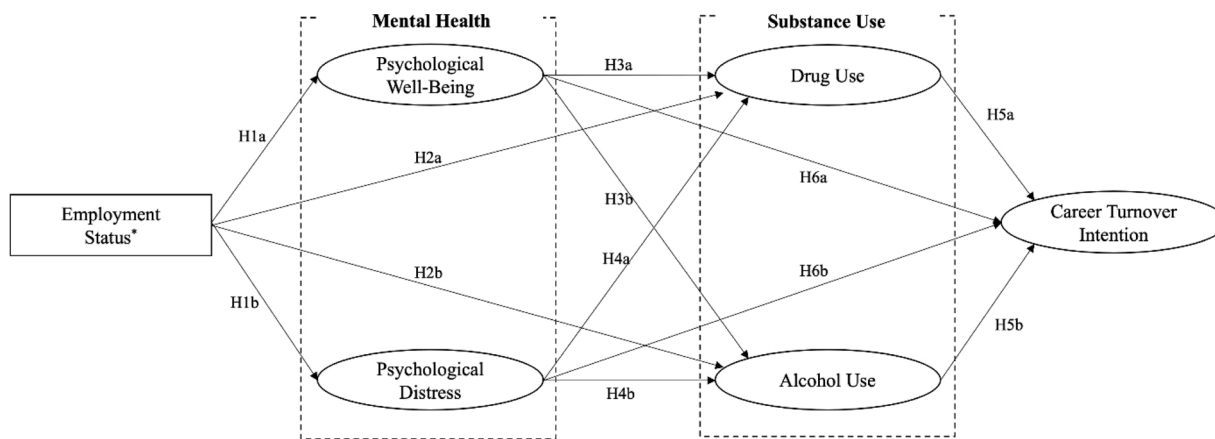 Mental Health
Substance Use
Psychological
Well-Being
H3a
Drug Use
H1a
H2a
H5a
H6a
H3b
Employment
Status*
Career Turnover
Intention
H4a
H2b
H6b
H1b
H5b
Psychological
Distress
H4b
Alcohol Use